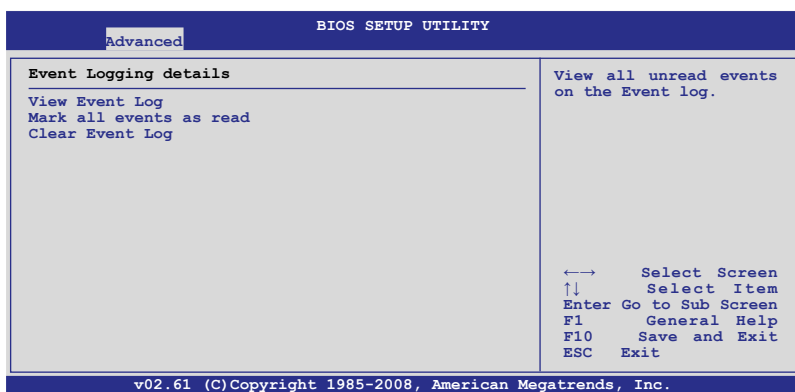 BIOS SETUP UTILITY
Advanced
Event Logging details
View Event Log
Mark all events as read
Clear Event Log
View all unread events
on the Event log.
←→ Select Screen
↑↓ Select Item
Enter Go to Sub Screen
F1 General Help
F10 Save and Exit
ESC Exit
v02.61 (C)Copyright 1985-2008, American Megatrends, Inc.